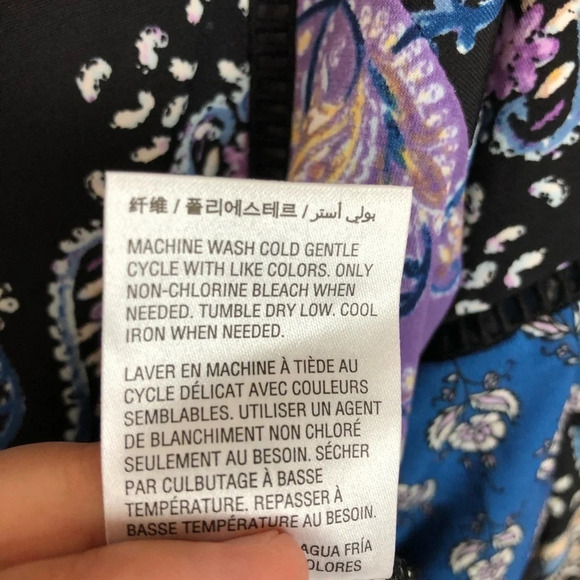 纤维 / 폴리에스테르 / بولي أستر
MACHINE WASH COLD GENTLE
CYCLE WITH LIKE COLORS. ONLY
NON-CHLORINE BLEACH WHEN
NEEDED. TUMBLE DRY LOW. COOL
IRON WHEN NEEDED.
LAVER EN MACHINE À TIÈDE AU
CYCLE DÉLICAT AVEC COULEURS
SEMBLABLES. UTILISER UN AGENT
DE BLANCHIMENT NON CHLORÉ
SEULEMENT AU BESOIN. SÉCHER
PAR CULBUTAGE À BASSE
TEMPÉRATURE. REPASSER À
BASSE TEMPÉRATURE AU BESOIN.
AGUA FRÍA
OLORES